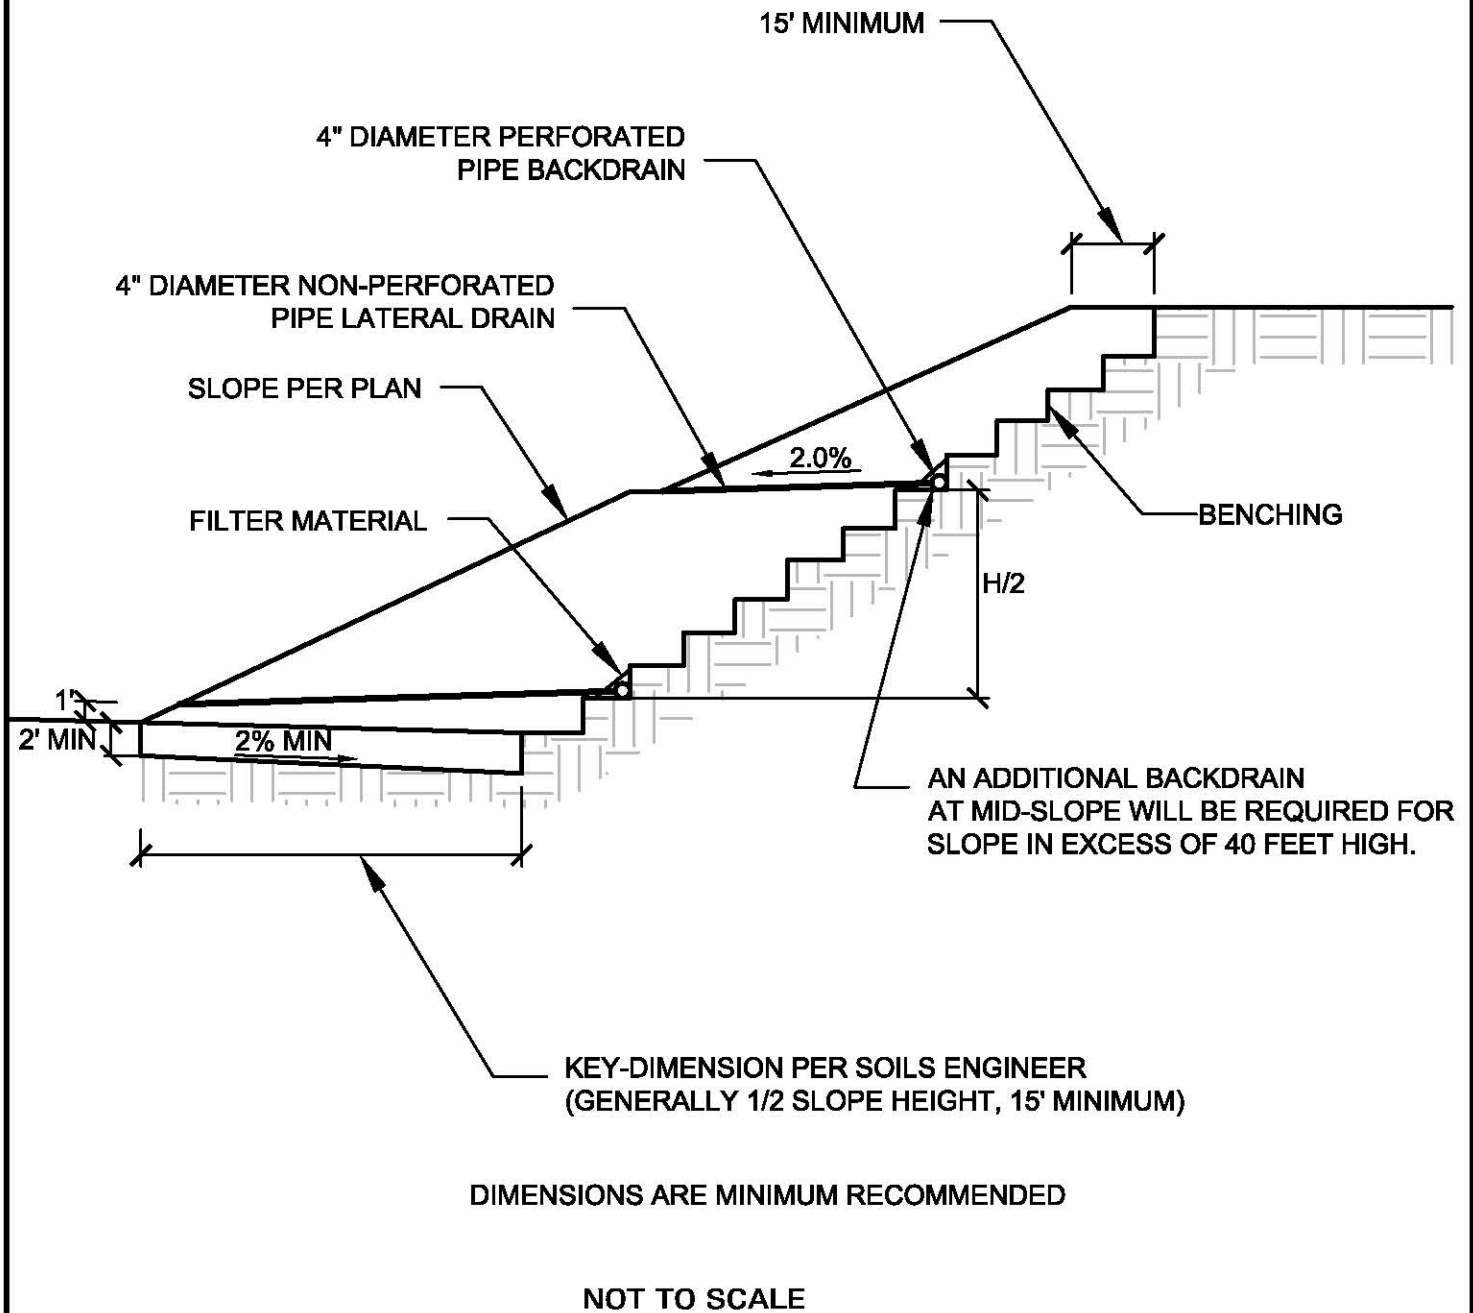 15' MINIMUM
4" DIAMETER PERFORATED
PIPE BACKDRAIN
4" DIAMETER NON-PERFORATED
PIPE LATERAL DRAIN
SLOPE PER PLAN
2.0%
FILTER MATERIAL
BENCHING
H/2
1'
2' MIN
2% MIN
AN ADDITIONAL BACKDRAIN
AT MID-SLOPE WILL BE REQUIRED FOR
SLOPE IN EXCESS OF 40 FEET HIGH.
KEY-DIMENSION PER SOILS ENGINEER
(GENERALLY 1/2 SLOPE HEIGHT, 15' MINIMUM)
DIMENSIONS ARE MINIMUM RECOMMENDED
NOT TO SCALE